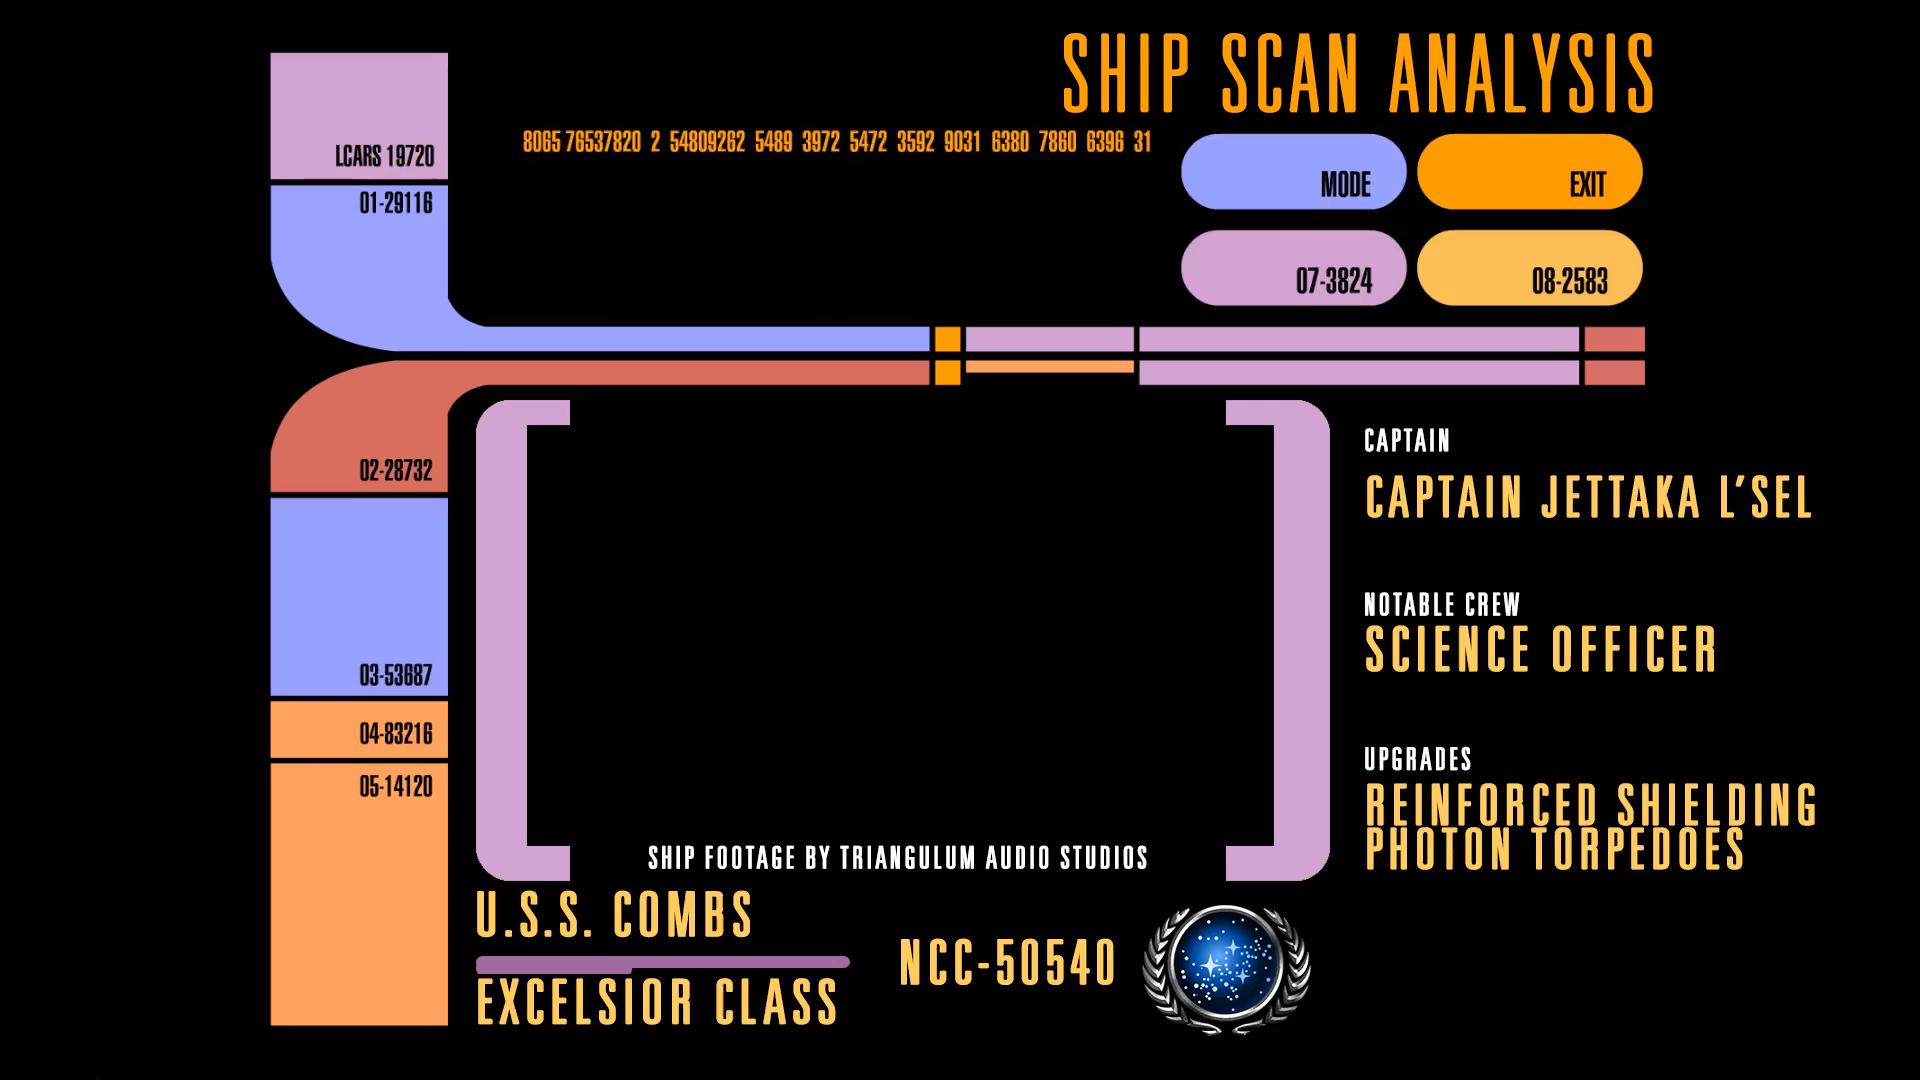 SHIP SCAN ANALYSIS
LCARS 19720
8065 76537820 2 54809262 5489 3972 5472 3592 9031 6380 7860 6396 31
MODE
EXIT
01-29116
07-3824
08-2583
02-28732
03-53687
04-83216
05-14120
CAPTAIN
CAPTAIN JETTAKA L'SEL
NOTABLE CREW
SCIENCE OFFICER
UPGRADES
REINFORCED SHIELDING
PHOTON TORPEDOES
SHIP FOOTAGE BY TRIANGULUM AUDIO STUDIOS
U.S.S. COMBS
EXCELSIOR CLASS
NCC-50540